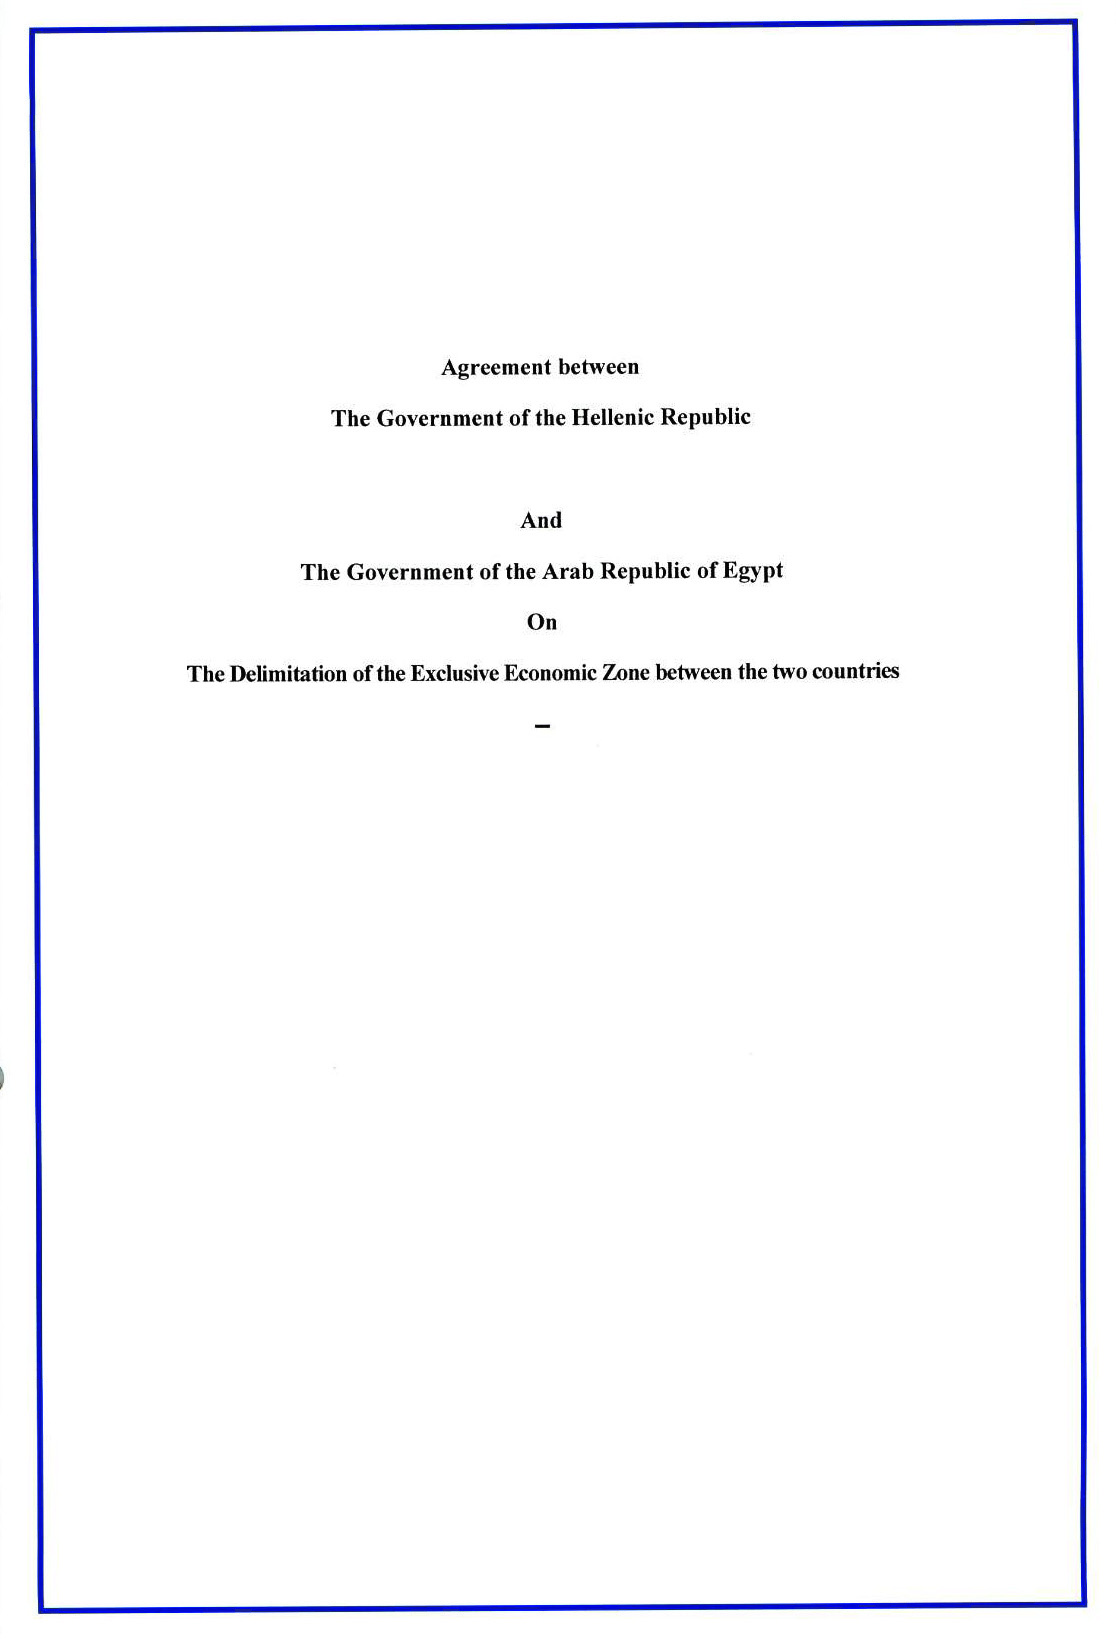 Agreement between
The Government of the Hellenic Republic
And
The Government of the Arab Republic of Egypt
On
The Delimitation of the Exclusive Economic Zone between the two countries
–